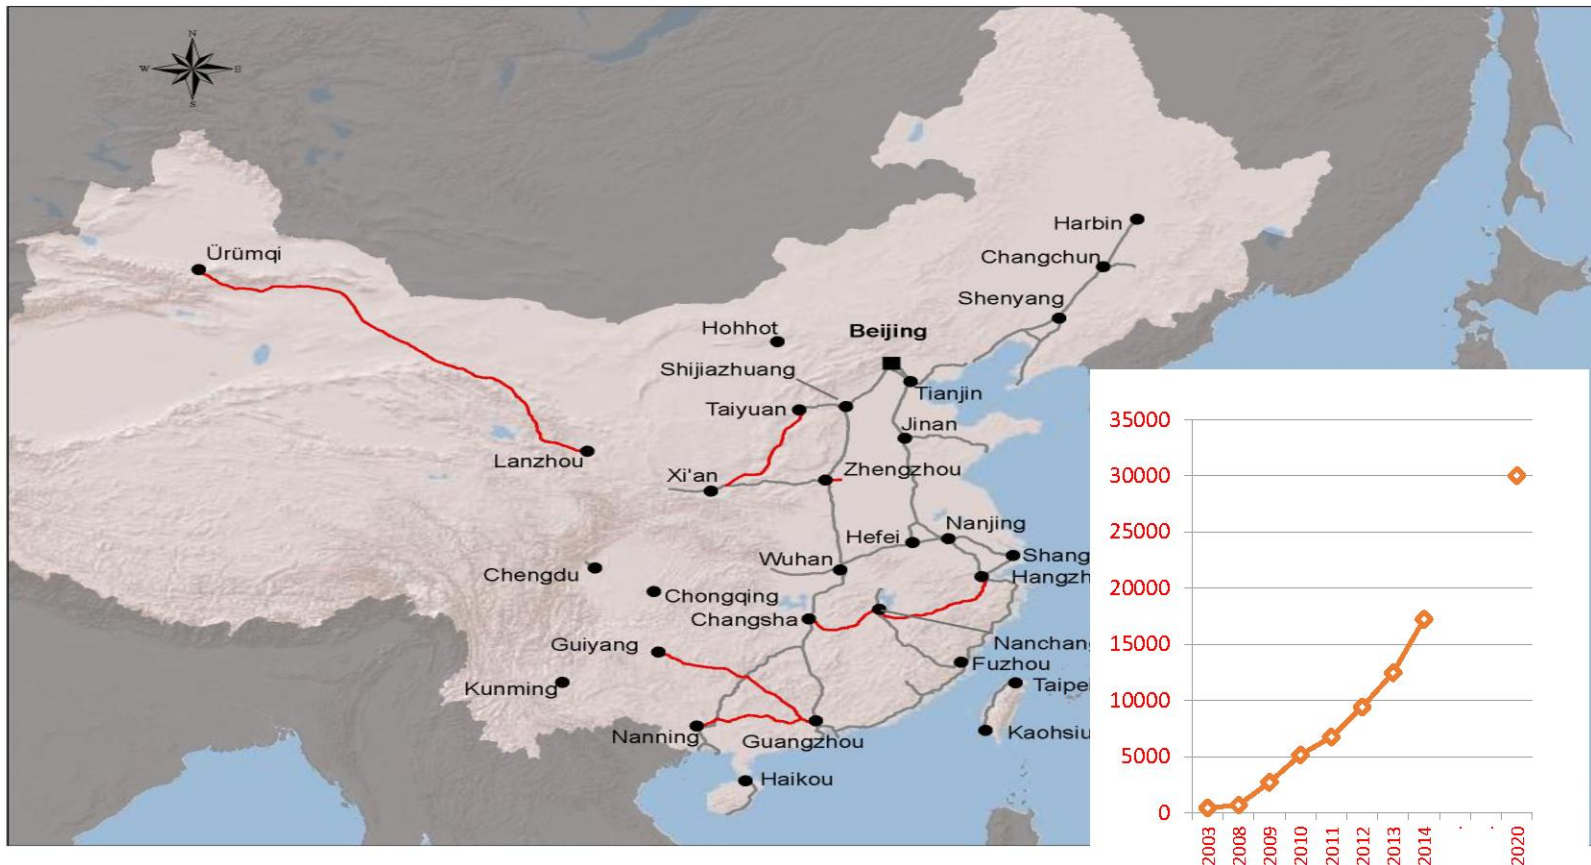 N
W E
S
Harbin
Ürümqi
Changchun
Shenyang
Hohhot
Beijing
Shijiazhuang
Tianjin
Taiyuan
Jinan
Lanzhou
Xi'an
Zhengzhou
Nanjing
Hefei
Shang
Wuhan
Chengdu
Hangzh
Chongqing
Changsha
Guiyang
Nanchang
Fuzhou
Kunming
Taipei
Nanning
Guangzhou
Kaohsiu
Haikou
35000
30000
25000
20000
15000
10000
5000
0
2003 2008 2009 2010 2011 2012 2013 2014 . . 2020